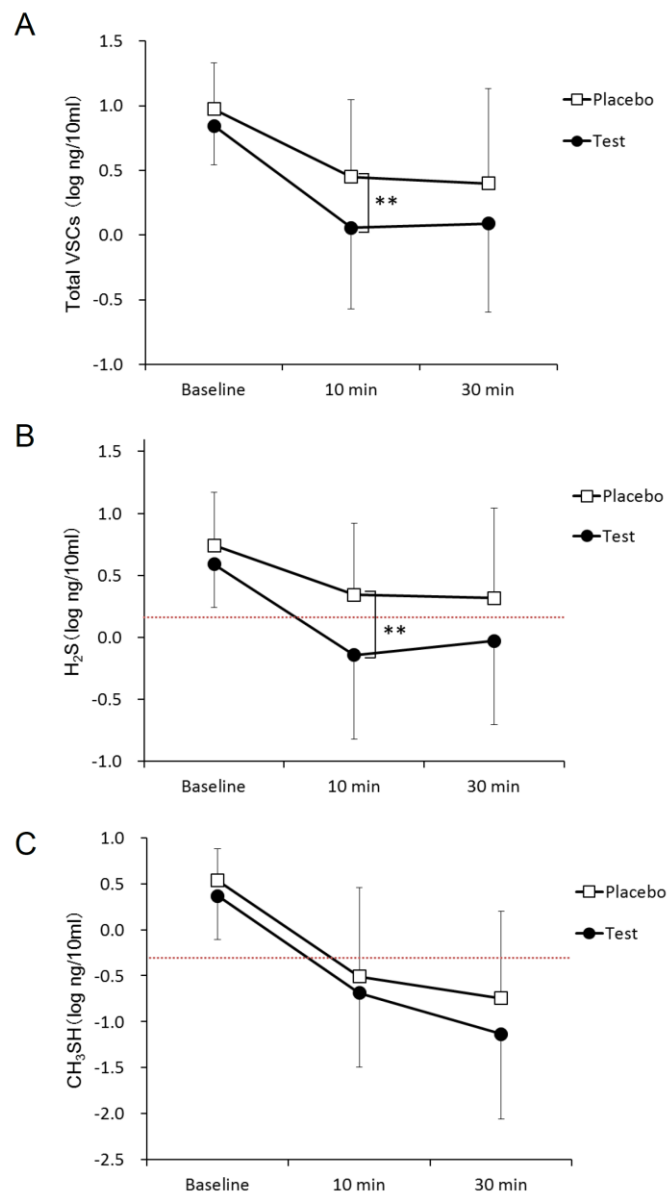 A
Total VSCs (log ng/10ml)
1.5
1.0
0.5
0.0
-0.5
-1.0
**
Placebo
Test
Baseline
10 min
30 min
B
H₂S(log ng/10ml)
1.5
1.0
0.5
0.0
-0.5
-1.0
**
Placebo
Test
Baseline
10 min
30 min
C
CH₃SH(log ng/10ml)
1.0
0.5
0.0
-0.5
-1.0
-1.5
-2.0
-2.5
Placebo
Test
Baseline
10 min
30 min